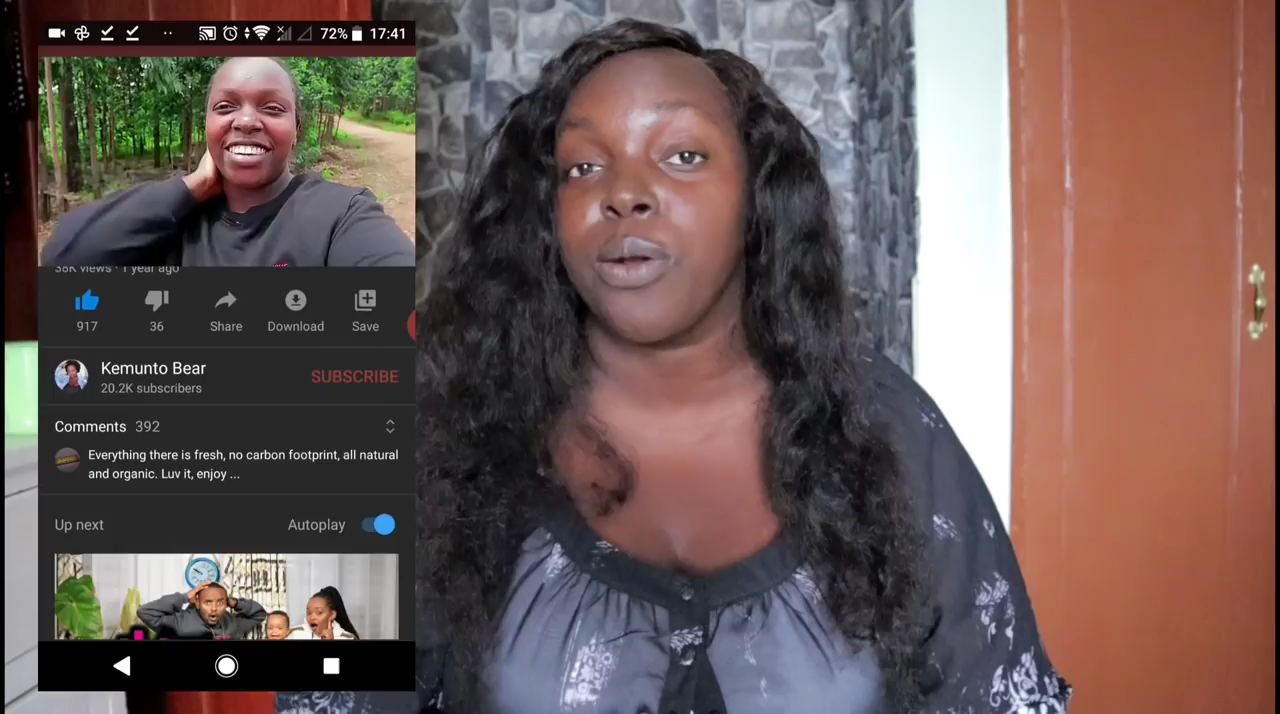 72% 17:41
38K views · 1 year ago
917 36 Share Download Save
Kemunto Bear
20.2K subscribers
SUBSCRIBE
Comments 392
Everything there is fresh, no carbon footprint, all natural
and organic. Luv it, enjoy ...
Up next Autoplay